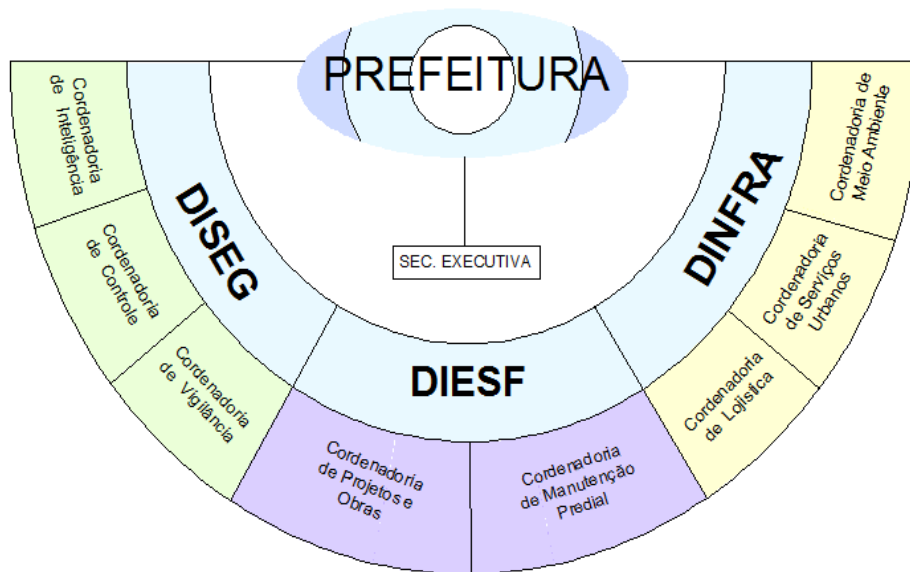 PREFEITURA
SEC. EXECUTIVA
DISEG
Cordenadoria
de Inteligência
Cordenadoria
de Controle
Cordenadoria
de Vigilância
DIESF
Cordenadoria
de Projetos e
Obras
Cordenadoria
de Manutenção
Predial
DINFRA
Cordenadoria de
Meio Ambiente
Cordenadoria
de Serviços
Urbanos
Cordenadoria
de Lojistica